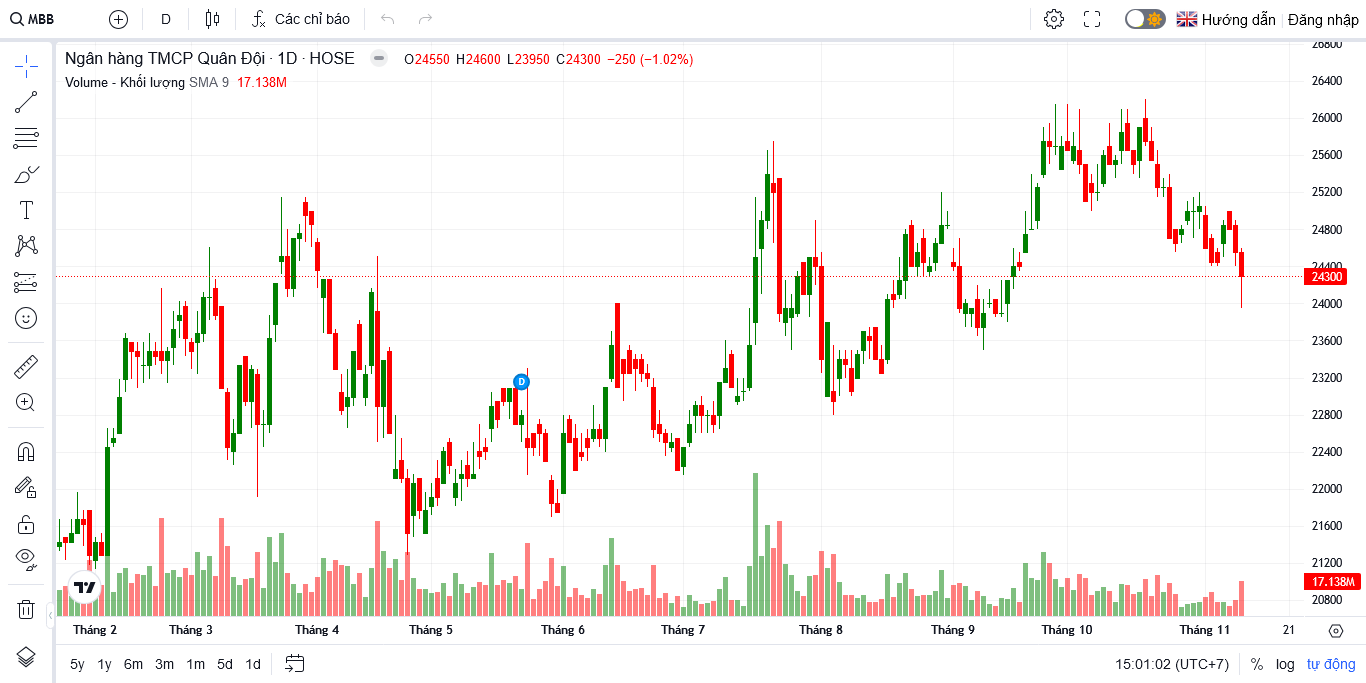 MBB D Các chỉ báo Hướng dẫn Đăng nhập
Ngân hàng TMCP Quân Đội · 1D · HOSE O24550 H24600 L23950 C24300 −250 (−1.02%)
Volume - Khối lượng SMA 9 17.138M
26800
26400
26000
25600
25200
24800
24400
24300
24000
23600
23200
D
22800
22400
22000
21600
21200
17.138M
20800
Tháng 2 Tháng 3 Tháng 4 Tháng 5 Tháng 6 Tháng 7 Tháng 8 Tháng 9 Tháng 10 Tháng 11 21
5y 1y 6m 3m 1m 5d 1d 15:01:02 (UTC+7) % log tự động